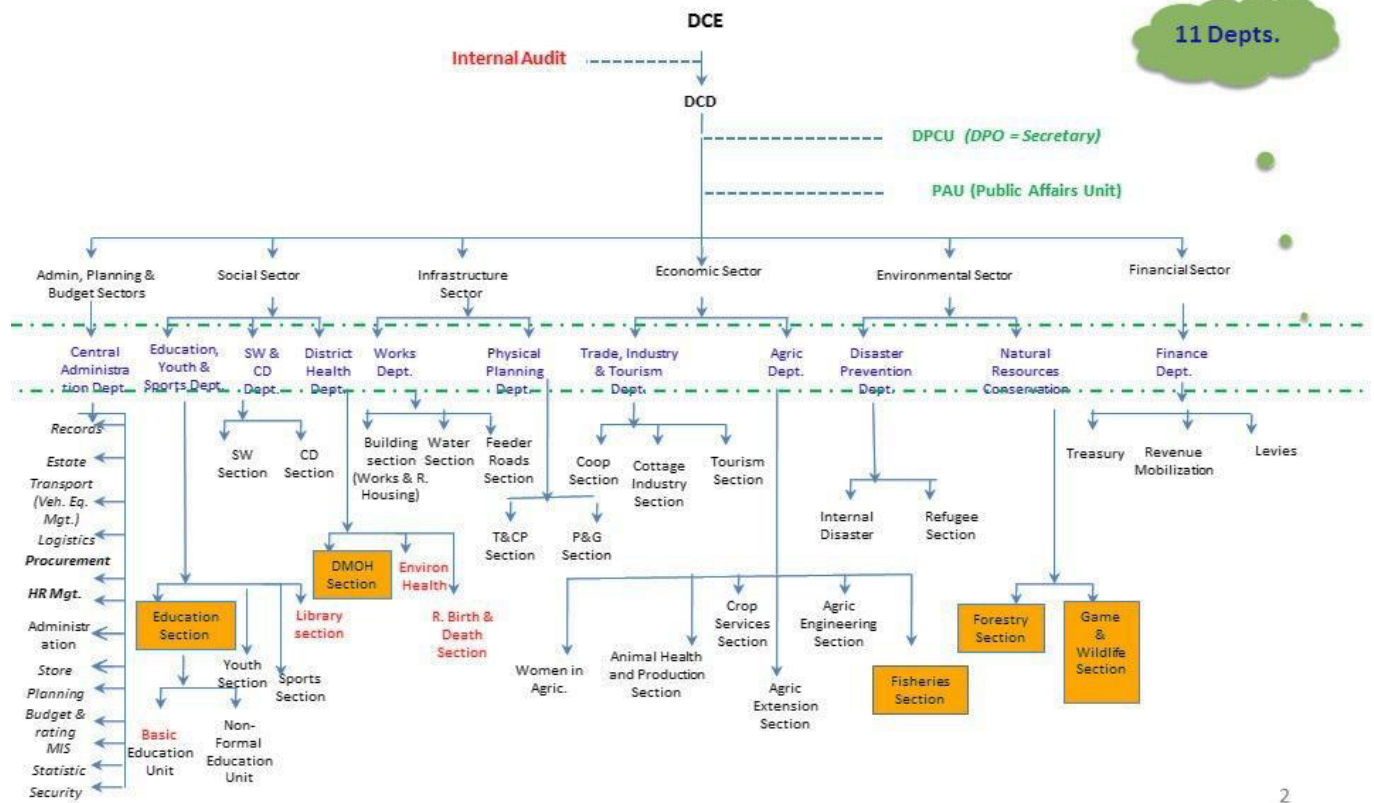 DCE
11 Depts.
Internal Audit
DCD
DPCU (DPO = Secretary)
PAU (Public Affairs Unit)
Admin, Planning &
Budget Sectors
Social Sector
Infrastructure
Sector
Economic Sector
Environmental Sector
Financial Sector
Central
Administra
tion Dept.
Education,
Youth &
Sports Dept.
SW &
CD
Dept.
District
Health
Dept.
Works
Dept.
Physical
Planning
Dept.
Trade, Industry
& Tourism
Dept.
Agric
Dept.
Disaster
Prevention
Dept.
Natural
Resources
Conservation
Finance
Dept.
Records
Estate
Transport
(Veh. Eq.
Mgt.)
Logistics
Procurement
HR Mgt.
Administr
ation
Store
Planning
Budget &
rating
MIS
Statistic
Security
SW
Section
CD
Section
Building
section
(Works & R.
Housing)
Water
Section
Feeder
Roads
Section
Coop
Section
Cottage
Industry
Section
Tourism
Section
Treasury
Revenue
Mobilization
Levies
T&CP
Section
P&G
Section
Internal
Disaster
Refugee
Section
DMOH
Section
Environ
Health
R. Birth &
Death
Section
Education
Section
Youth
Section
Sports
Section
Library
section
Basic
Education
Unit
Non-
Formal
Education
Unit
Women in
Agric.
Animal Health
and Production
Section
Crop
Services
Section
Agric
Extension
Section
Agric
Engineering
Section
Fisheries
Section
Forestry
Section
Game
&
Wildlife
Section
2